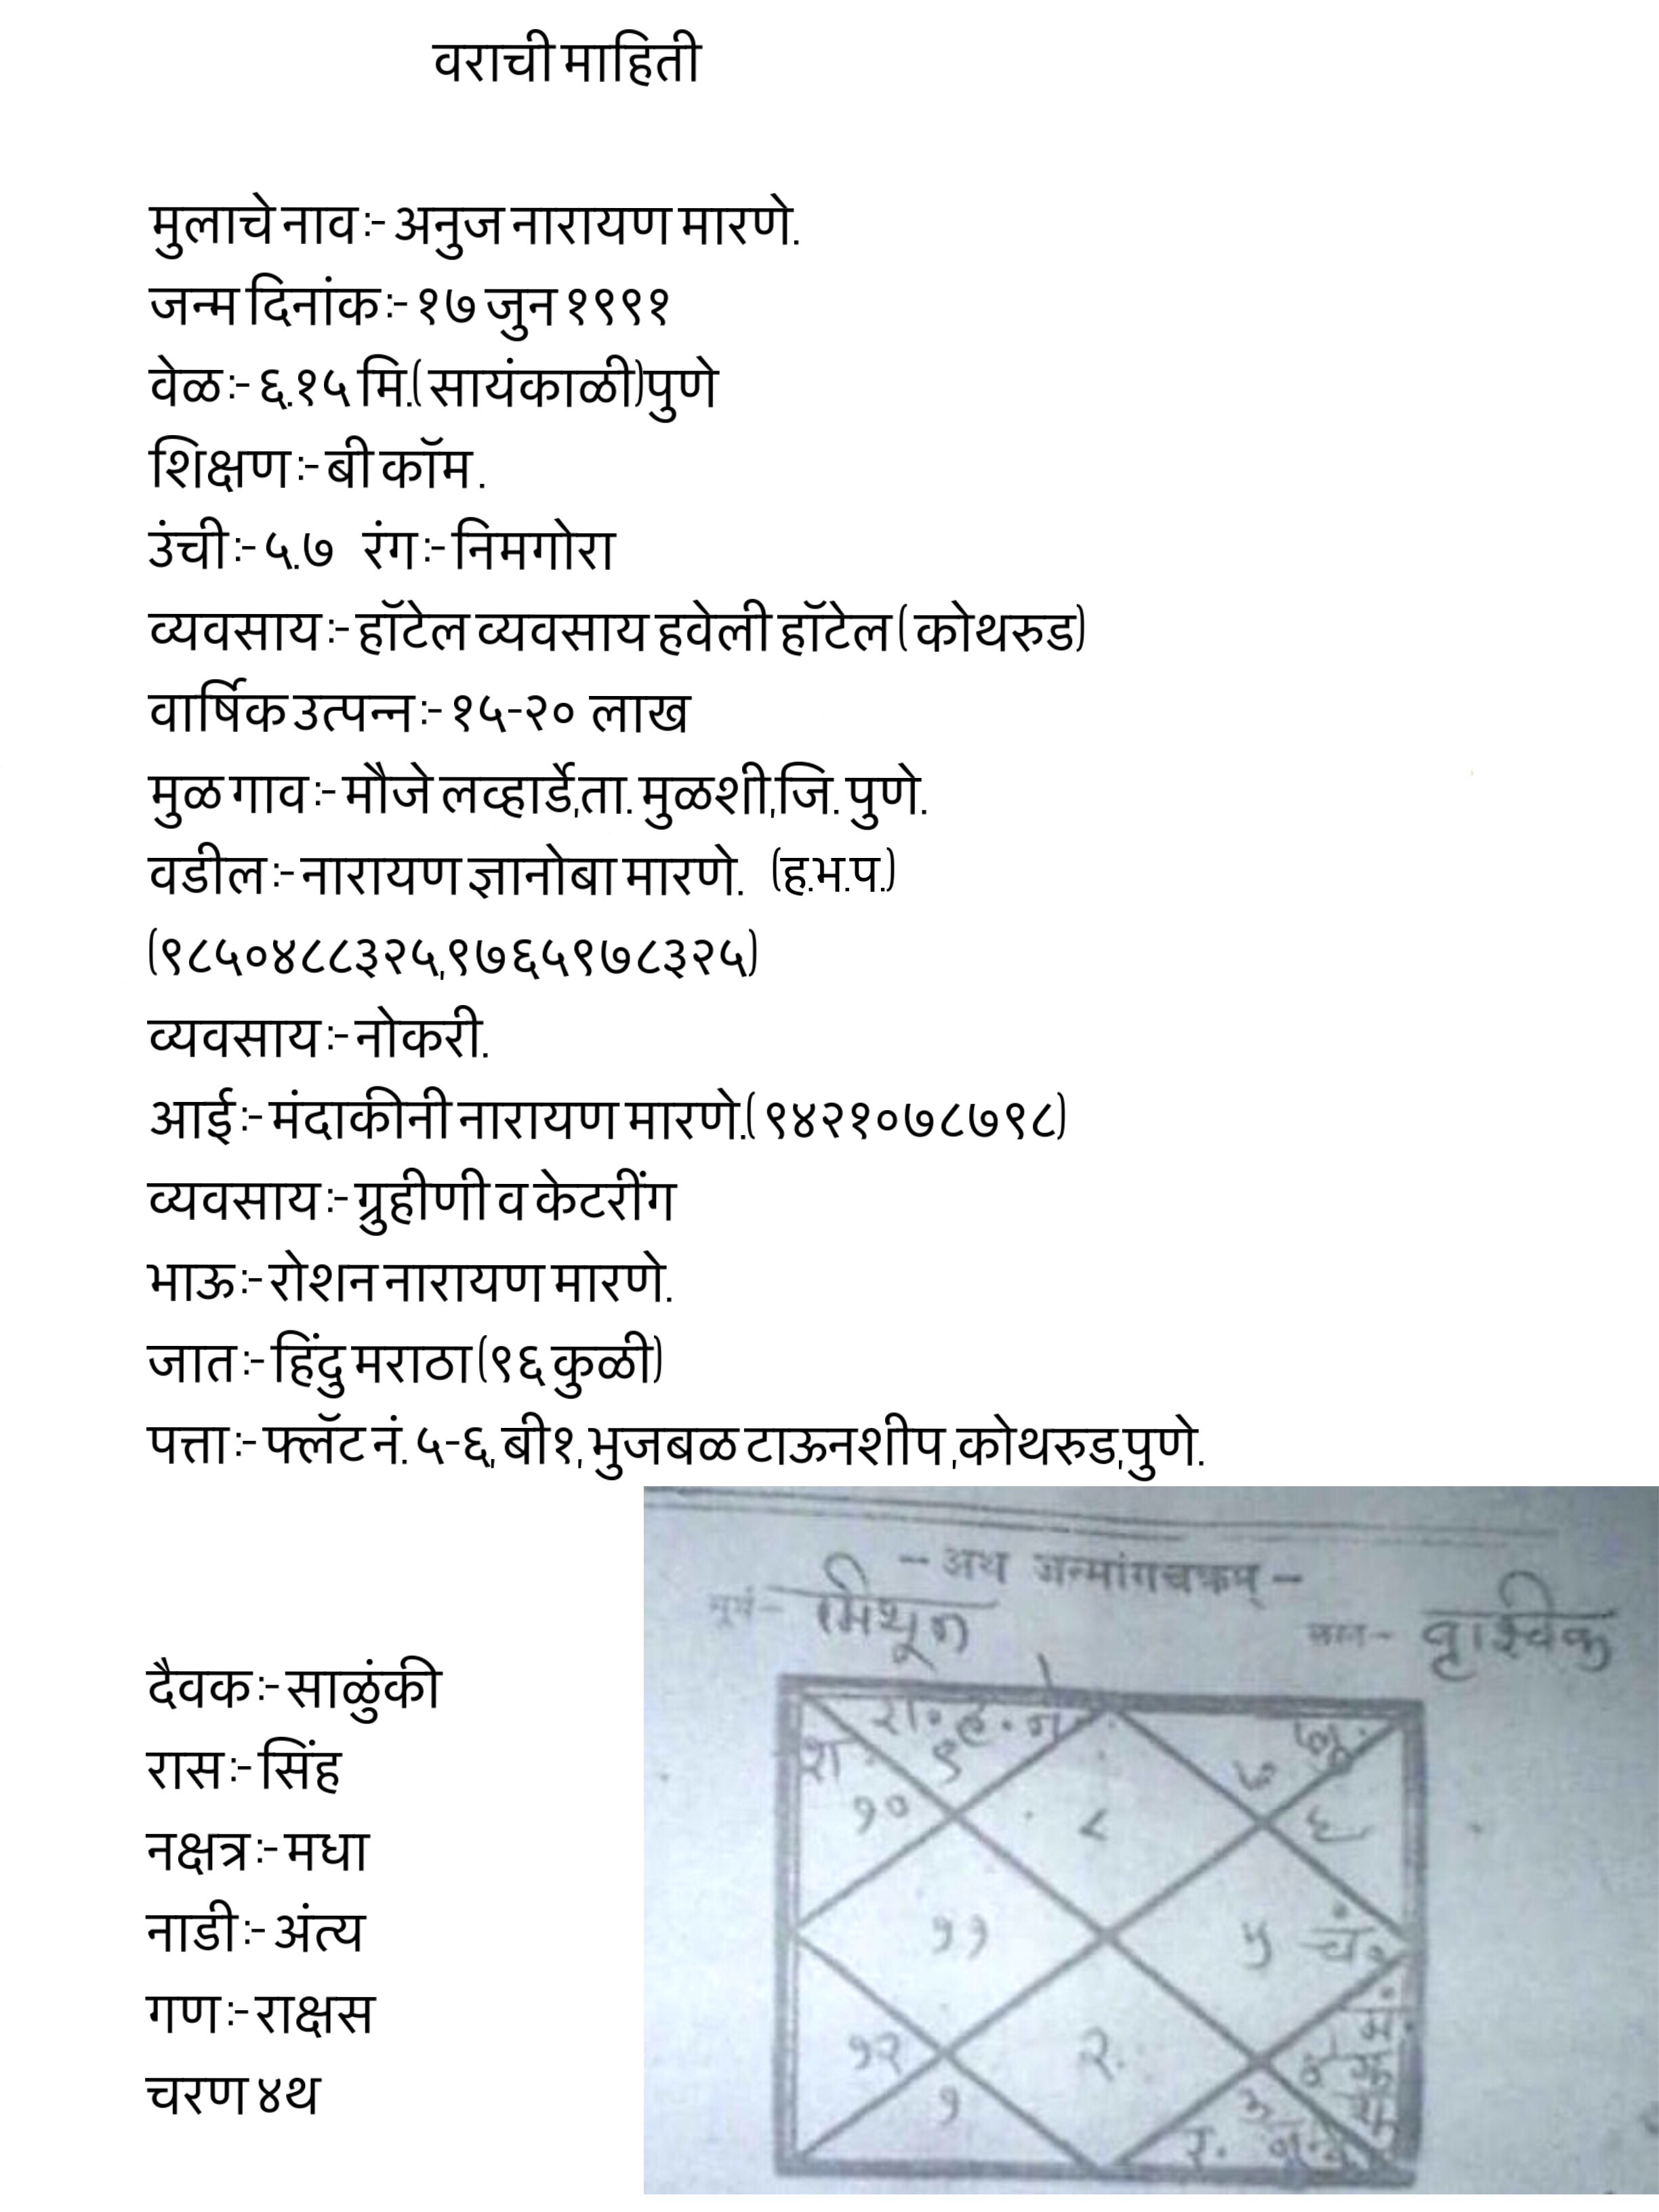 वराची माहिती
मुलाचे नाव:- अनुज नारायण मारणे.
जन्म दिनांक:- १७ जुन १९९१
वेळ:- ६.१५ मि.(सायंकाळी)पुणे
शिक्षण:- बी कॉम .
उंची:- ५.७ रंग:- निमगोरा
व्यवसाय:- हॉटेल व्यवसाय हवेली हॉटेल (कोथरुड)
वार्षिक उत्पन्न:- १५-२० लाख
मुळ गाव:- मौजे लव्हार्डे,ता. मुळशी,जि. पुणे.
वडील:- नारायण ज्ञानोबा मारणे. (ह.भ.प.)
(९८५०४८८३२५,९७६५९७८३२५)
व्यवसाय:- नोकरी.
आई:- मंदाकीनी नारायण मारणे.(९४२१०७८७९८)
व्यवसाय:- ग्रुहीणी व केटरींग
भाऊ:- रोशन नारायण मारणे.
जात:- हिंदु मराठा (९६ कुळी)
पत्ता:- फ्लॅट नं. ५-६, बी१, भुजबळ टाऊनशीप ,कोथरुड,पुणे.
- अथ जन्मांगचक्रम् -
मिथून
लग्न- वृश्चिक
रा. ह. ने.
श. ९ ७
१० ८ ६
११ ५ चं.
मं.
१२ २.
१ ३
र.
दैवक:- साळुंकी
रास:- सिंह
नक्षत्र:- मधा
नाडी:- अंत्य
गण:- राक्षस
चरण ४थ